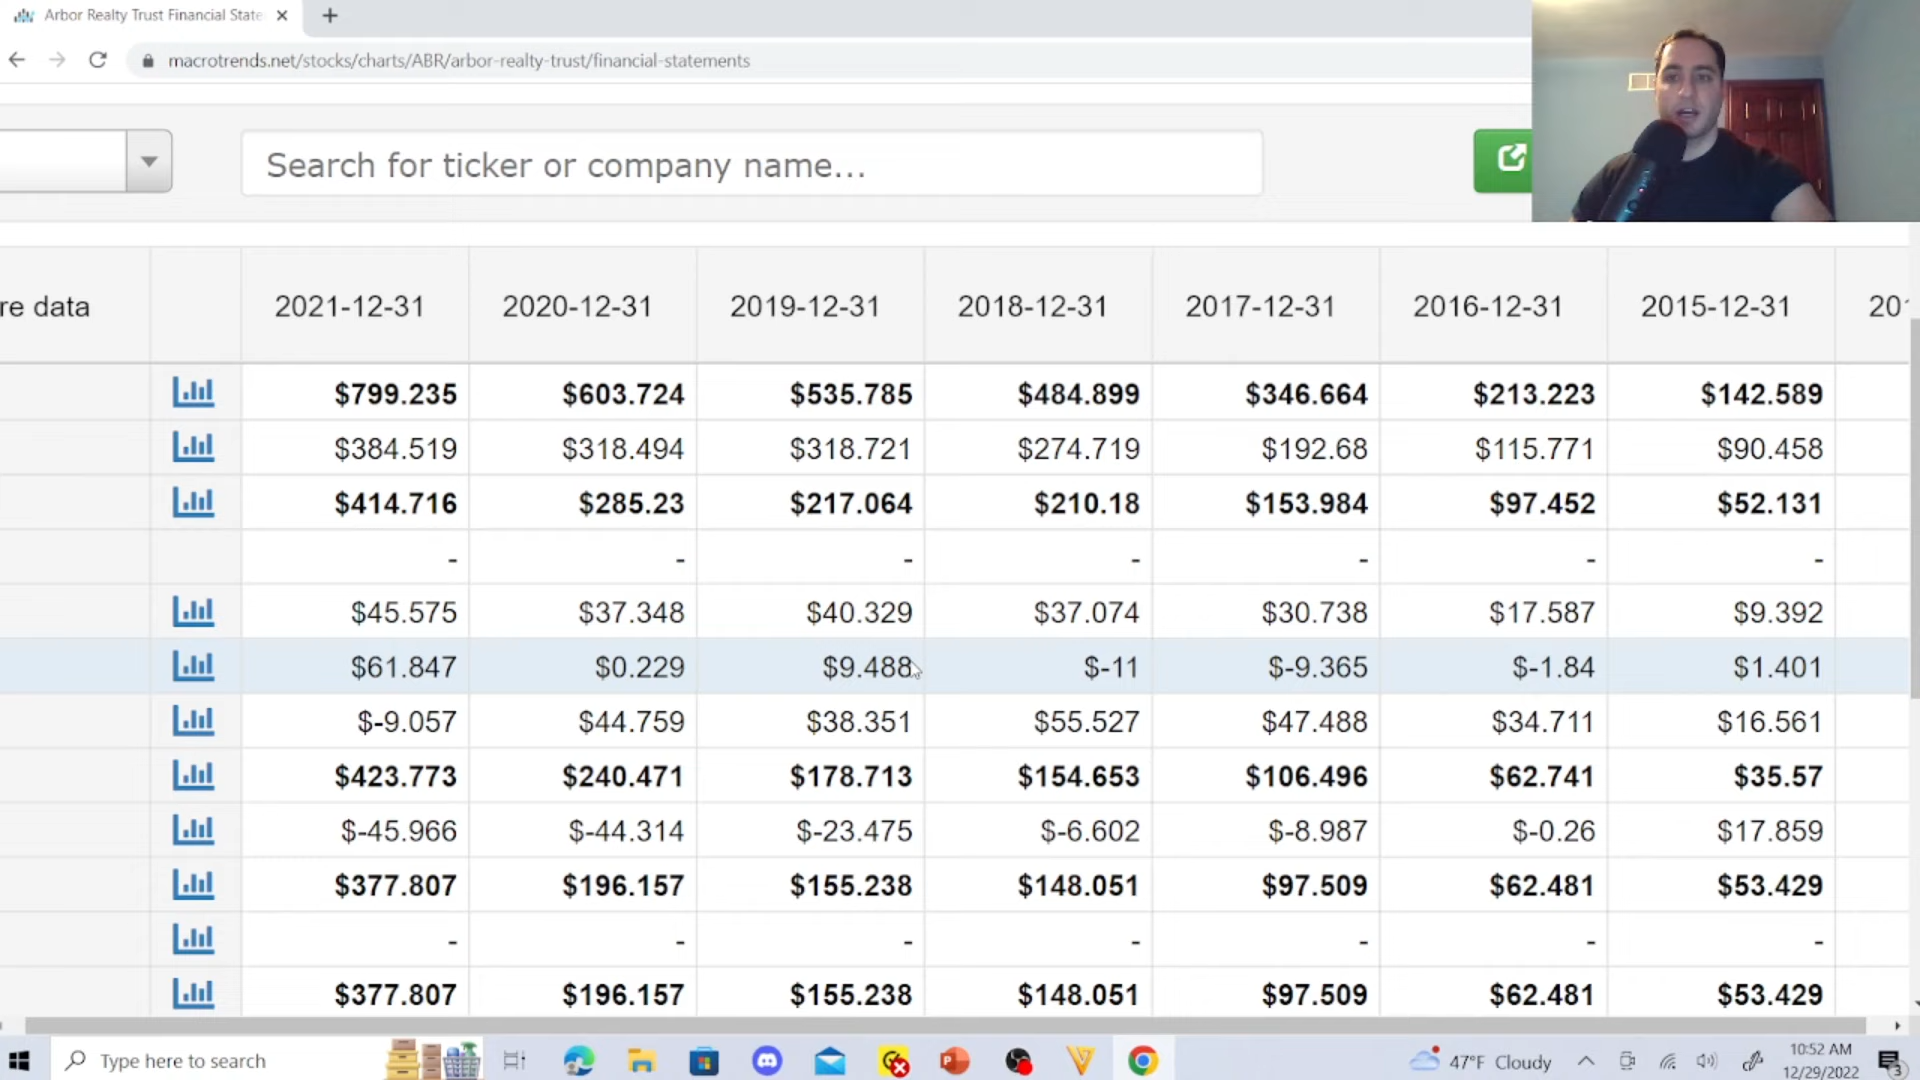 Arbor Realty Trust Financial State
macrotrends.net/stocks/charts/ABR/arbor-realty-trust/financial-statements
Search for ticker or company name...
re data 2021-12-31 2020-12-31 2019-12-31 2018-12-31 2017-12-31 2016-12-31 2015-12-31 20
$799.235 $603.724 $535.785 $484.899 $346.664 $213.223 $142.589
$384.519 $318.494 $318.721 $274.719 $192.68 $115.771 $90.458
$414.716 $285.23 $217.064 $210.18 $153.984 $97.452 $52.131
- - - - - - -
$45.575 $37.348 $40.329 $37.074 $30.738 $17.587 $9.392
$61.847 $0.229 $9.488 $-11 $-9.365 $-1.84 $1.401
$-9.057 $44.759 $38.351 $55.527 $47.488 $34.711 $16.561
$423.773 $240.471 $178.713 $154.653 $106.496 $62.741 $35.57
$-45.966 $-44.314 $-23.475 $-6.602 $-8.987 $-0.26 $17.859
$377.807 $196.157 $155.238 $148.051 $97.509 $62.481 $53.429
- - - - - - -
$377.807 $196.157 $155.238 $148.051 $97.509 $62.481 $53.429
Type here to search
47°F Cloudy
10:52 AM
12/29/2022
3